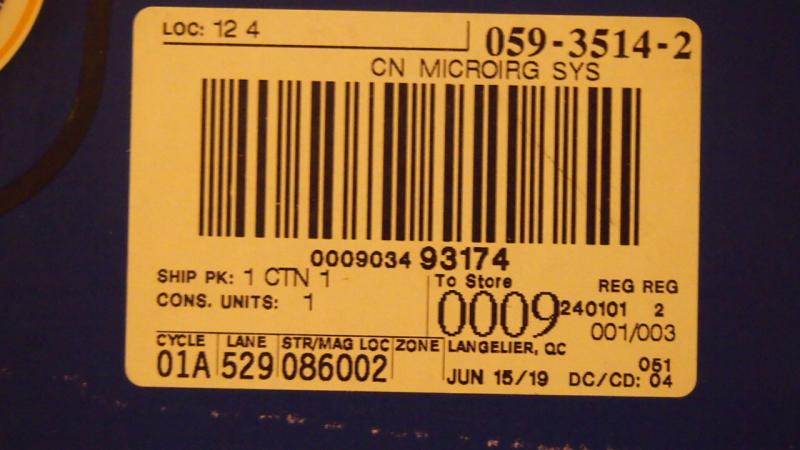 LOC: 12 4
059-3514-2
CN MICROIRG SYS
0009034 93174
SHIP PK: 1 CTN 1
CONS. UNITS: 1
To Store
0009
REG REG
240101 2
001/003
CYCLE LANE STR/MAG LOC ZONE
01A 529 086002
LANGELIER, QC
JUN 15/19
051
DC/CD: 04